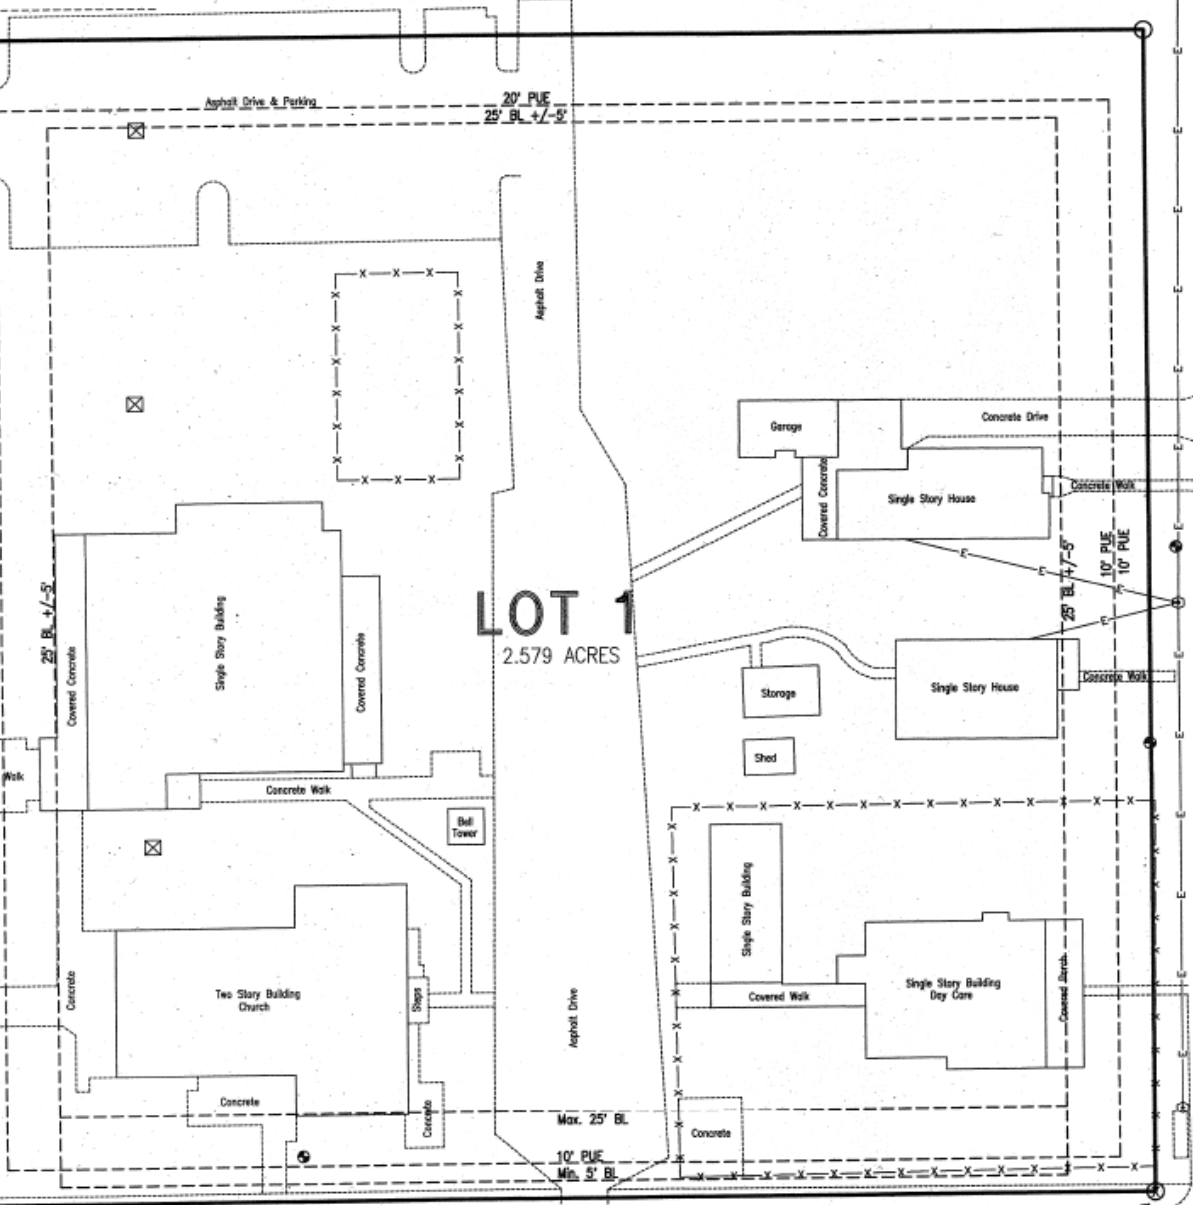 Asphalt Drive & Parking
20' PUE
25' BL +/-5'
Asphalt Drive
Garage
Concrete Drive
Covered Concrete
Single Story House
Concrete Walk
10' PUE
10' PUE
25' BL +/-5'
25' BL +/-5'
Single Story Building
Covered Concrete
Covered Concrete
LOT 1
2.579 ACRES
Storage
Single Story House
Concrete Walk
Shed
Walk
Concrete Walk
Bell
Tower
Single Story Building
Two Story Building
Church
Steps
Concrete
Covered Walk
Single Story Building
Day Care
Covered Porch
Asphalt Drive
Concrete
Concrete
Max. 25' BL
Concrete
10' PUE
Min. 5' BL